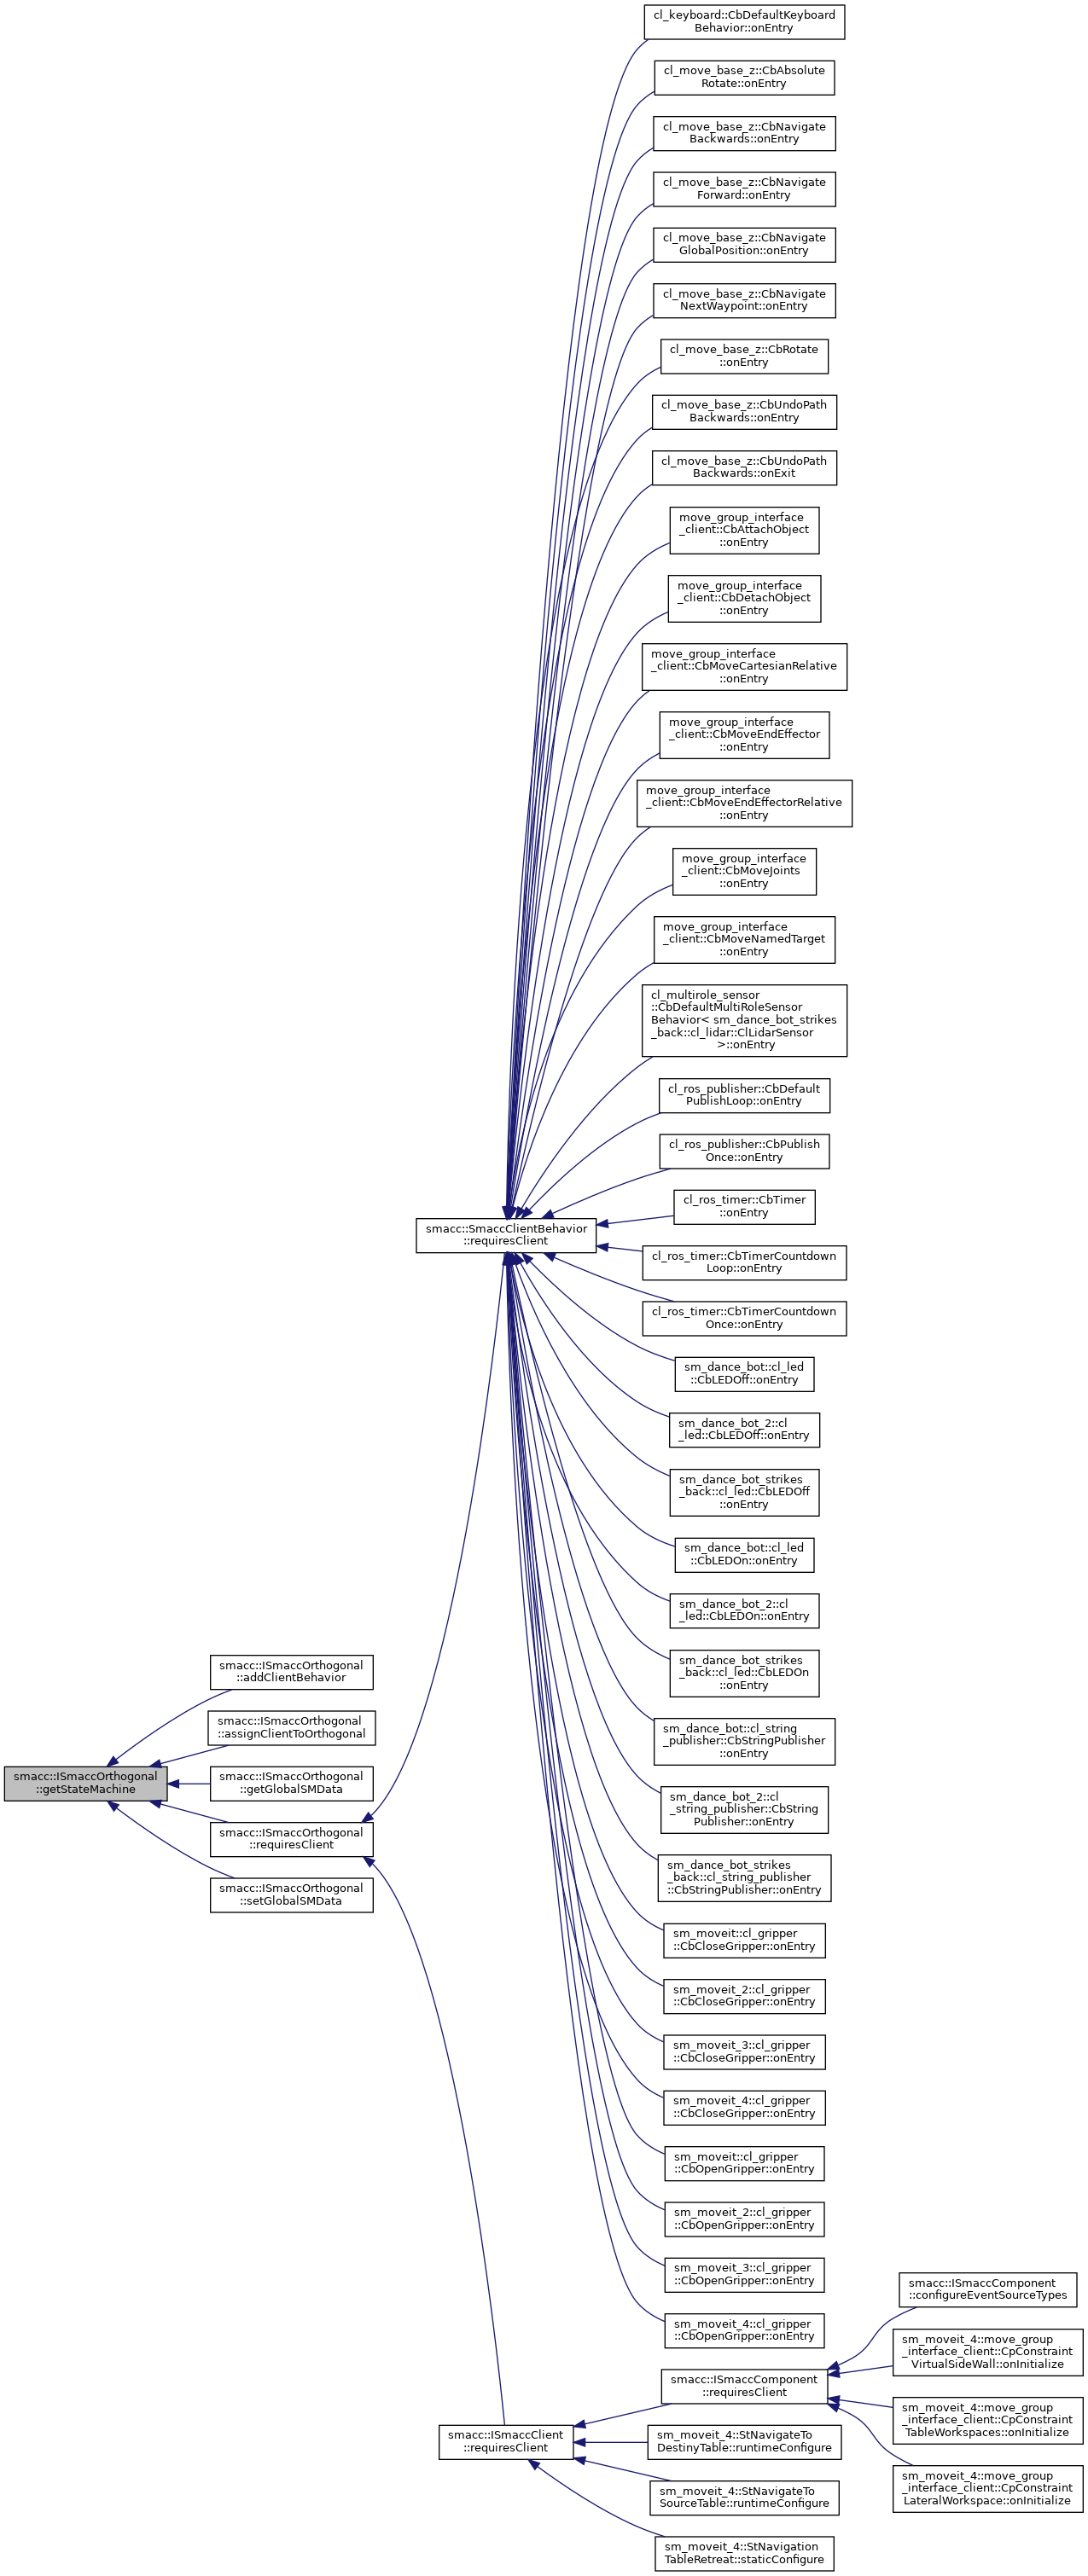 cl_keyboard::CbDefaultKeyboard
Behavior::onEntry
cl_move_base_z::CbAbsolute
Rotate::onEntry
cl_move_base_z::CbNavigate
Backwards::onEntry
cl_move_base_z::CbNavigate
Forward::onEntry
cl_move_base_z::CbNavigate
GlobalPosition::onEntry
cl_move_base_z::CbNavigate
NextWaypoint::onEntry
cl_move_base_z::CbRotate
::onEntry
cl_move_base_z::CbUndoPath
Backwards::onEntry
cl_move_base_z::CbUndoPath
Backwards::onExit
move_group_interface
_client::CbAttachObject
::onEntry
move_group_interface
_client::CbDetachObject
::onEntry
move_group_interface
_client::CbMoveCartesianRelative
::onEntry
move_group_interface
_client::CbMoveEndEffector
::onEntry
move_group_interface
_client::CbMoveEndEffectorRelative
::onEntry
move_group_interface
_client::CbMoveJoints
::onEntry
move_group_interface
_client::CbMoveNamedTarget
::onEntry
cl_multirole_sensor
::CbDefaultMultiRoleSensor
Behavior< sm_dance_bot_strikes
_back::cl_lidar::ClLidarSensor
>::onEntry
cl_ros_publisher::CbDefault
PublishLoop::onEntry
cl_ros_publisher::CbPublish
Once::onEntry
cl_ros_timer::CbTimer
::onEntry
smacc::SmaccClientBehavior
::requiresClient
cl_ros_timer::CbTimerCountdown
Loop::onEntry
cl_ros_timer::CbTimerCountdown
Once::onEntry
sm_dance_bot::cl_led
::CbLEDOff::onEntry
sm_dance_bot_2::cl
_led::CbLEDOff::onEntry
sm_dance_bot_strikes
_back::cl_led::CbLEDOff
::onEntry
sm_dance_bot::cl_led
::CbLEDOn::onEntry
sm_dance_bot_2::cl
_led::CbLEDOn::onEntry
sm_dance_bot_strikes
_back::cl_led::CbLEDOn
::onEntry
smacc::ISmaccOrthogonal
::addClientBehavior
smacc::ISmaccOrthogonal
::assignClientToOrthogonal
sm_dance_bot::cl_string
_publisher::CbStringPublisher
::onEntry
smacc::ISmaccOrthogonal
::getStateMachine
smacc::ISmaccOrthogonal
::getGlobalSMData
sm_dance_bot_2::cl
_string_publisher::CbString
Publisher::onEntry
smacc::ISmaccOrthogonal
::requiresClient
smacc::ISmaccOrthogonal
::setGlobalSMData
sm_dance_bot_strikes
_back::cl_string_publisher
::CbStringPublisher::onEntry
sm_moveit::cl_gripper
::CbCloseGripper::onEntry
sm_moveit_2::cl_gripper
::CbCloseGripper::onEntry
sm_moveit_3::cl_gripper
::CbCloseGripper::onEntry
sm_moveit_4::cl_gripper
::CbCloseGripper::onEntry
sm_moveit::cl_gripper
::CbOpenGripper::onEntry
sm_moveit_2::cl_gripper
::CbOpenGripper::onEntry
sm_moveit_3::cl_gripper
::CbOpenGripper::onEntry
sm_moveit_4::cl_gripper
::CbOpenGripper::onEntry
smacc::ISmaccComponent
::configureEventSourceTypes
sm_moveit_4::move_group
_interface_client::CpConstraint
VirtualSideWall::onInitialize
smacc::ISmaccComponent
::requiresClient
sm_moveit_4::move_group
_interface_client::CpConstraint
TableWorkspaces::onInitialize
smacc::ISmaccClient
::requiresClient
sm_moveit_4::StNavigateTo
DestinyTable::runtimeConfigure
sm_moveit_4::move_group
_interface_client::CpConstraint
LateralWorkspace::onInitialize
sm_moveit_4::StNavigateTo
SourceTable::runtimeConfigure
sm_moveit_4::StNavigation
TableRetreat::staticConfigure